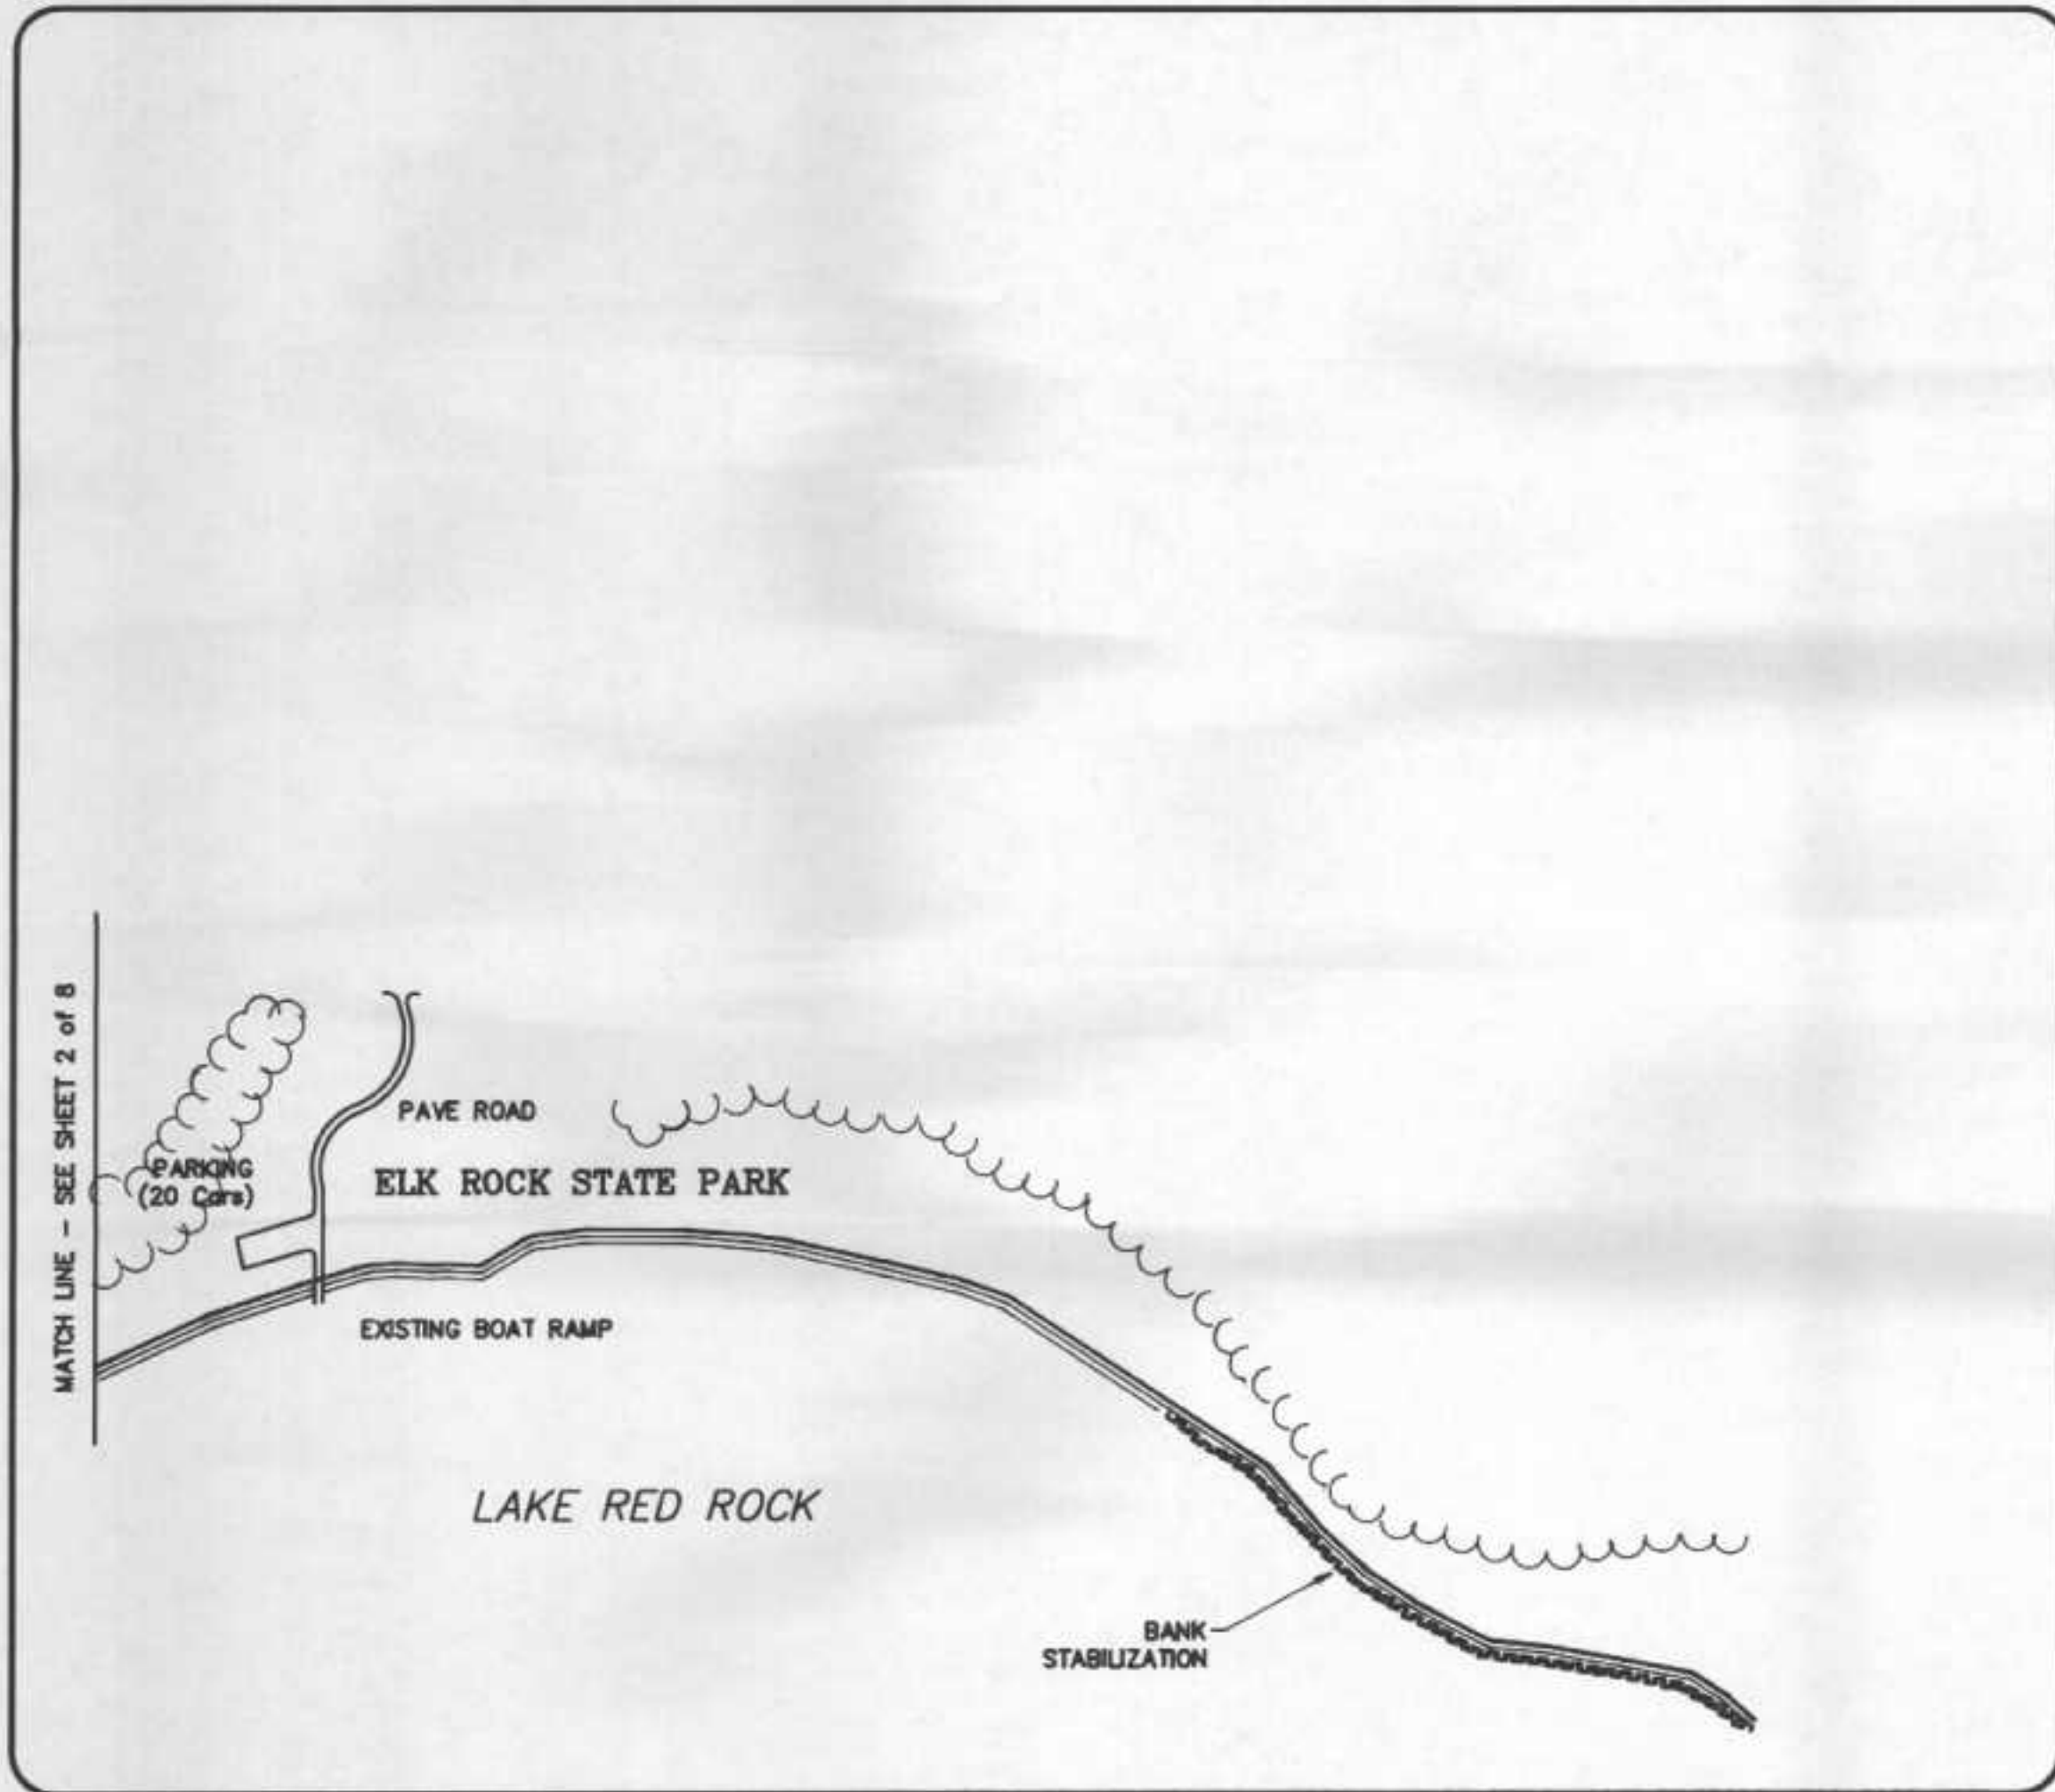 MATCH LINE - SEE SHEET 2 of 8
PAVE ROAD
PARKING
(20 Cars)
ELK ROCK STATE PARK
EXISTING BOAT RAMP
LAKE RED ROCK
BANK
STABILIZATION